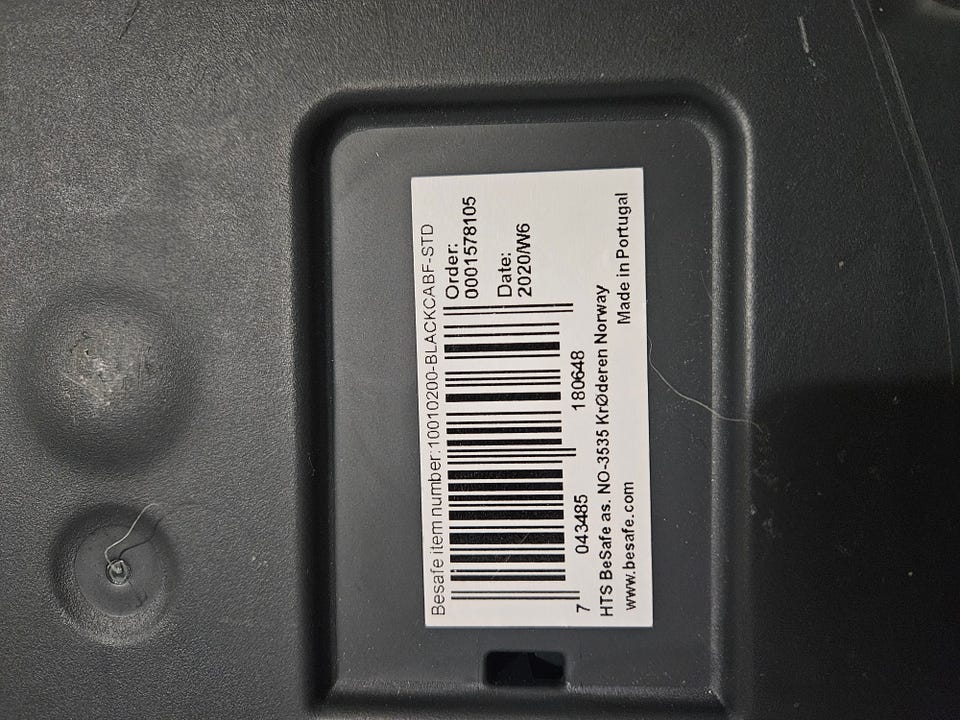 Besafe item number:10010200-BLACKCABF-STD
Order:
0001578105
Date:
2020/W6
7 043485 180648
HTS BeSafe as. NO-3535 KrØderen Norway
www.besafe.com
Made in Portugal